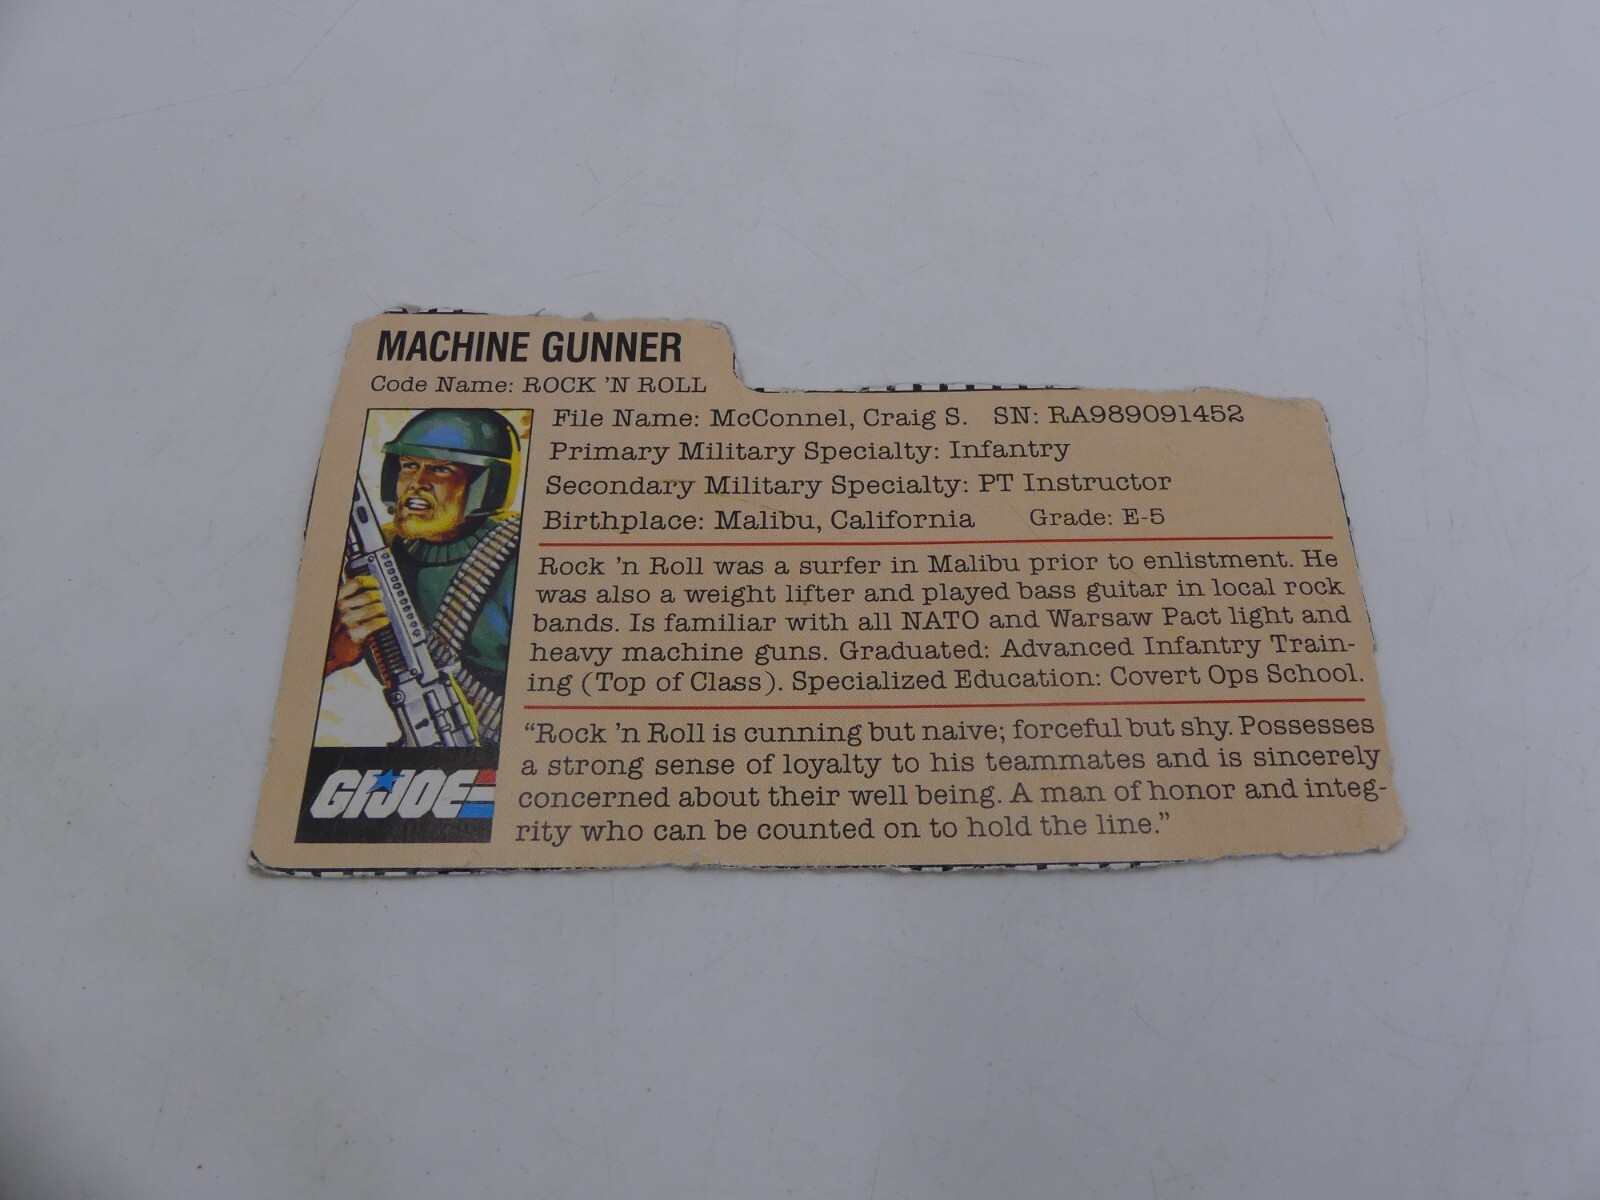 MACHINE GUNNER
Code Name: ROCK 'N ROLL
File Name: McConnel, Craig S. SN: RA989091452
Primary Military Specialty: Infantry
Secondary Military Specialty: PT Instructor
Birthplace: Malibu, California Grade: E-5
Rock 'n Roll was a surfer in Malibu prior to enlistment. He
was also a weight lifter and played bass guitar in local rock
bands. Is familiar with all NATO and Warsaw Pact light and
heavy machine guns. Graduated: Advanced Infantry Train-
ing (Top of Class). Specialized Education: Covert Ops School.
“Rock 'n Roll is cunning but naive; forceful but shy. Possesses
a strong sense of loyalty to his teammates and is sincerely
concerned about their well being. A man of honor and integ-
rity who can be counted on to hold the line.”
GI JOE